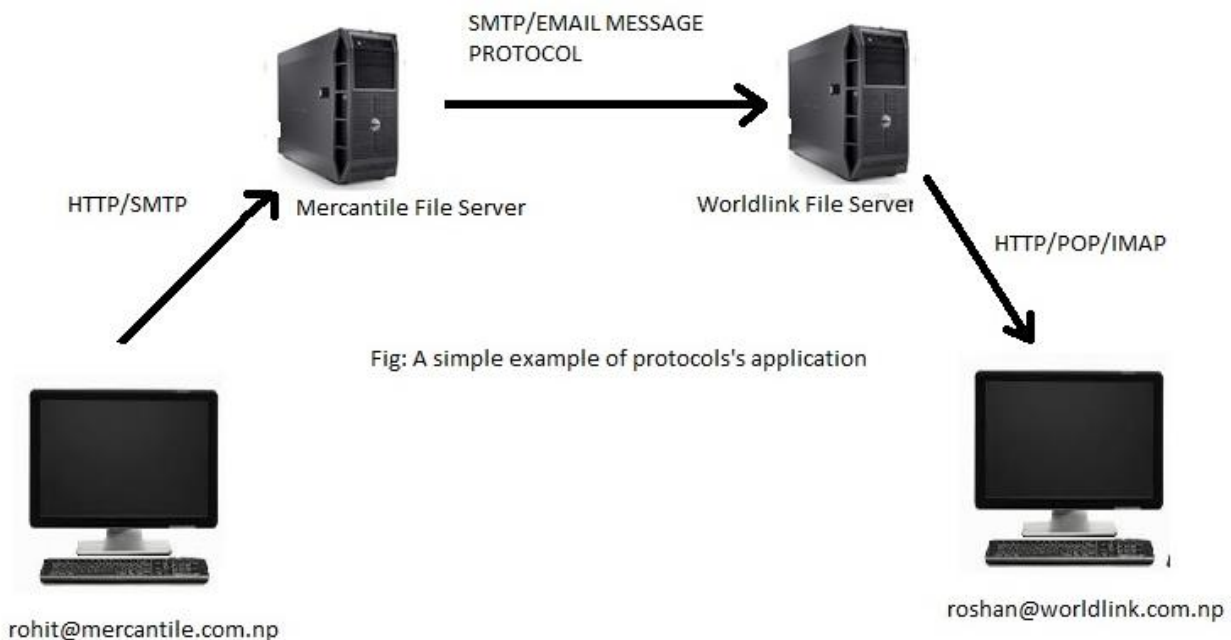 SMTP/EMAIL MESSAGE
PROTOCOL
HTTP/SMTP
Mercantile File Server
Worldlink File Server
HTTP/POP/IMAP
Fig: A simple example of protocols's application
rohit@mercantile.com.np
roshan@worldlink.com.np